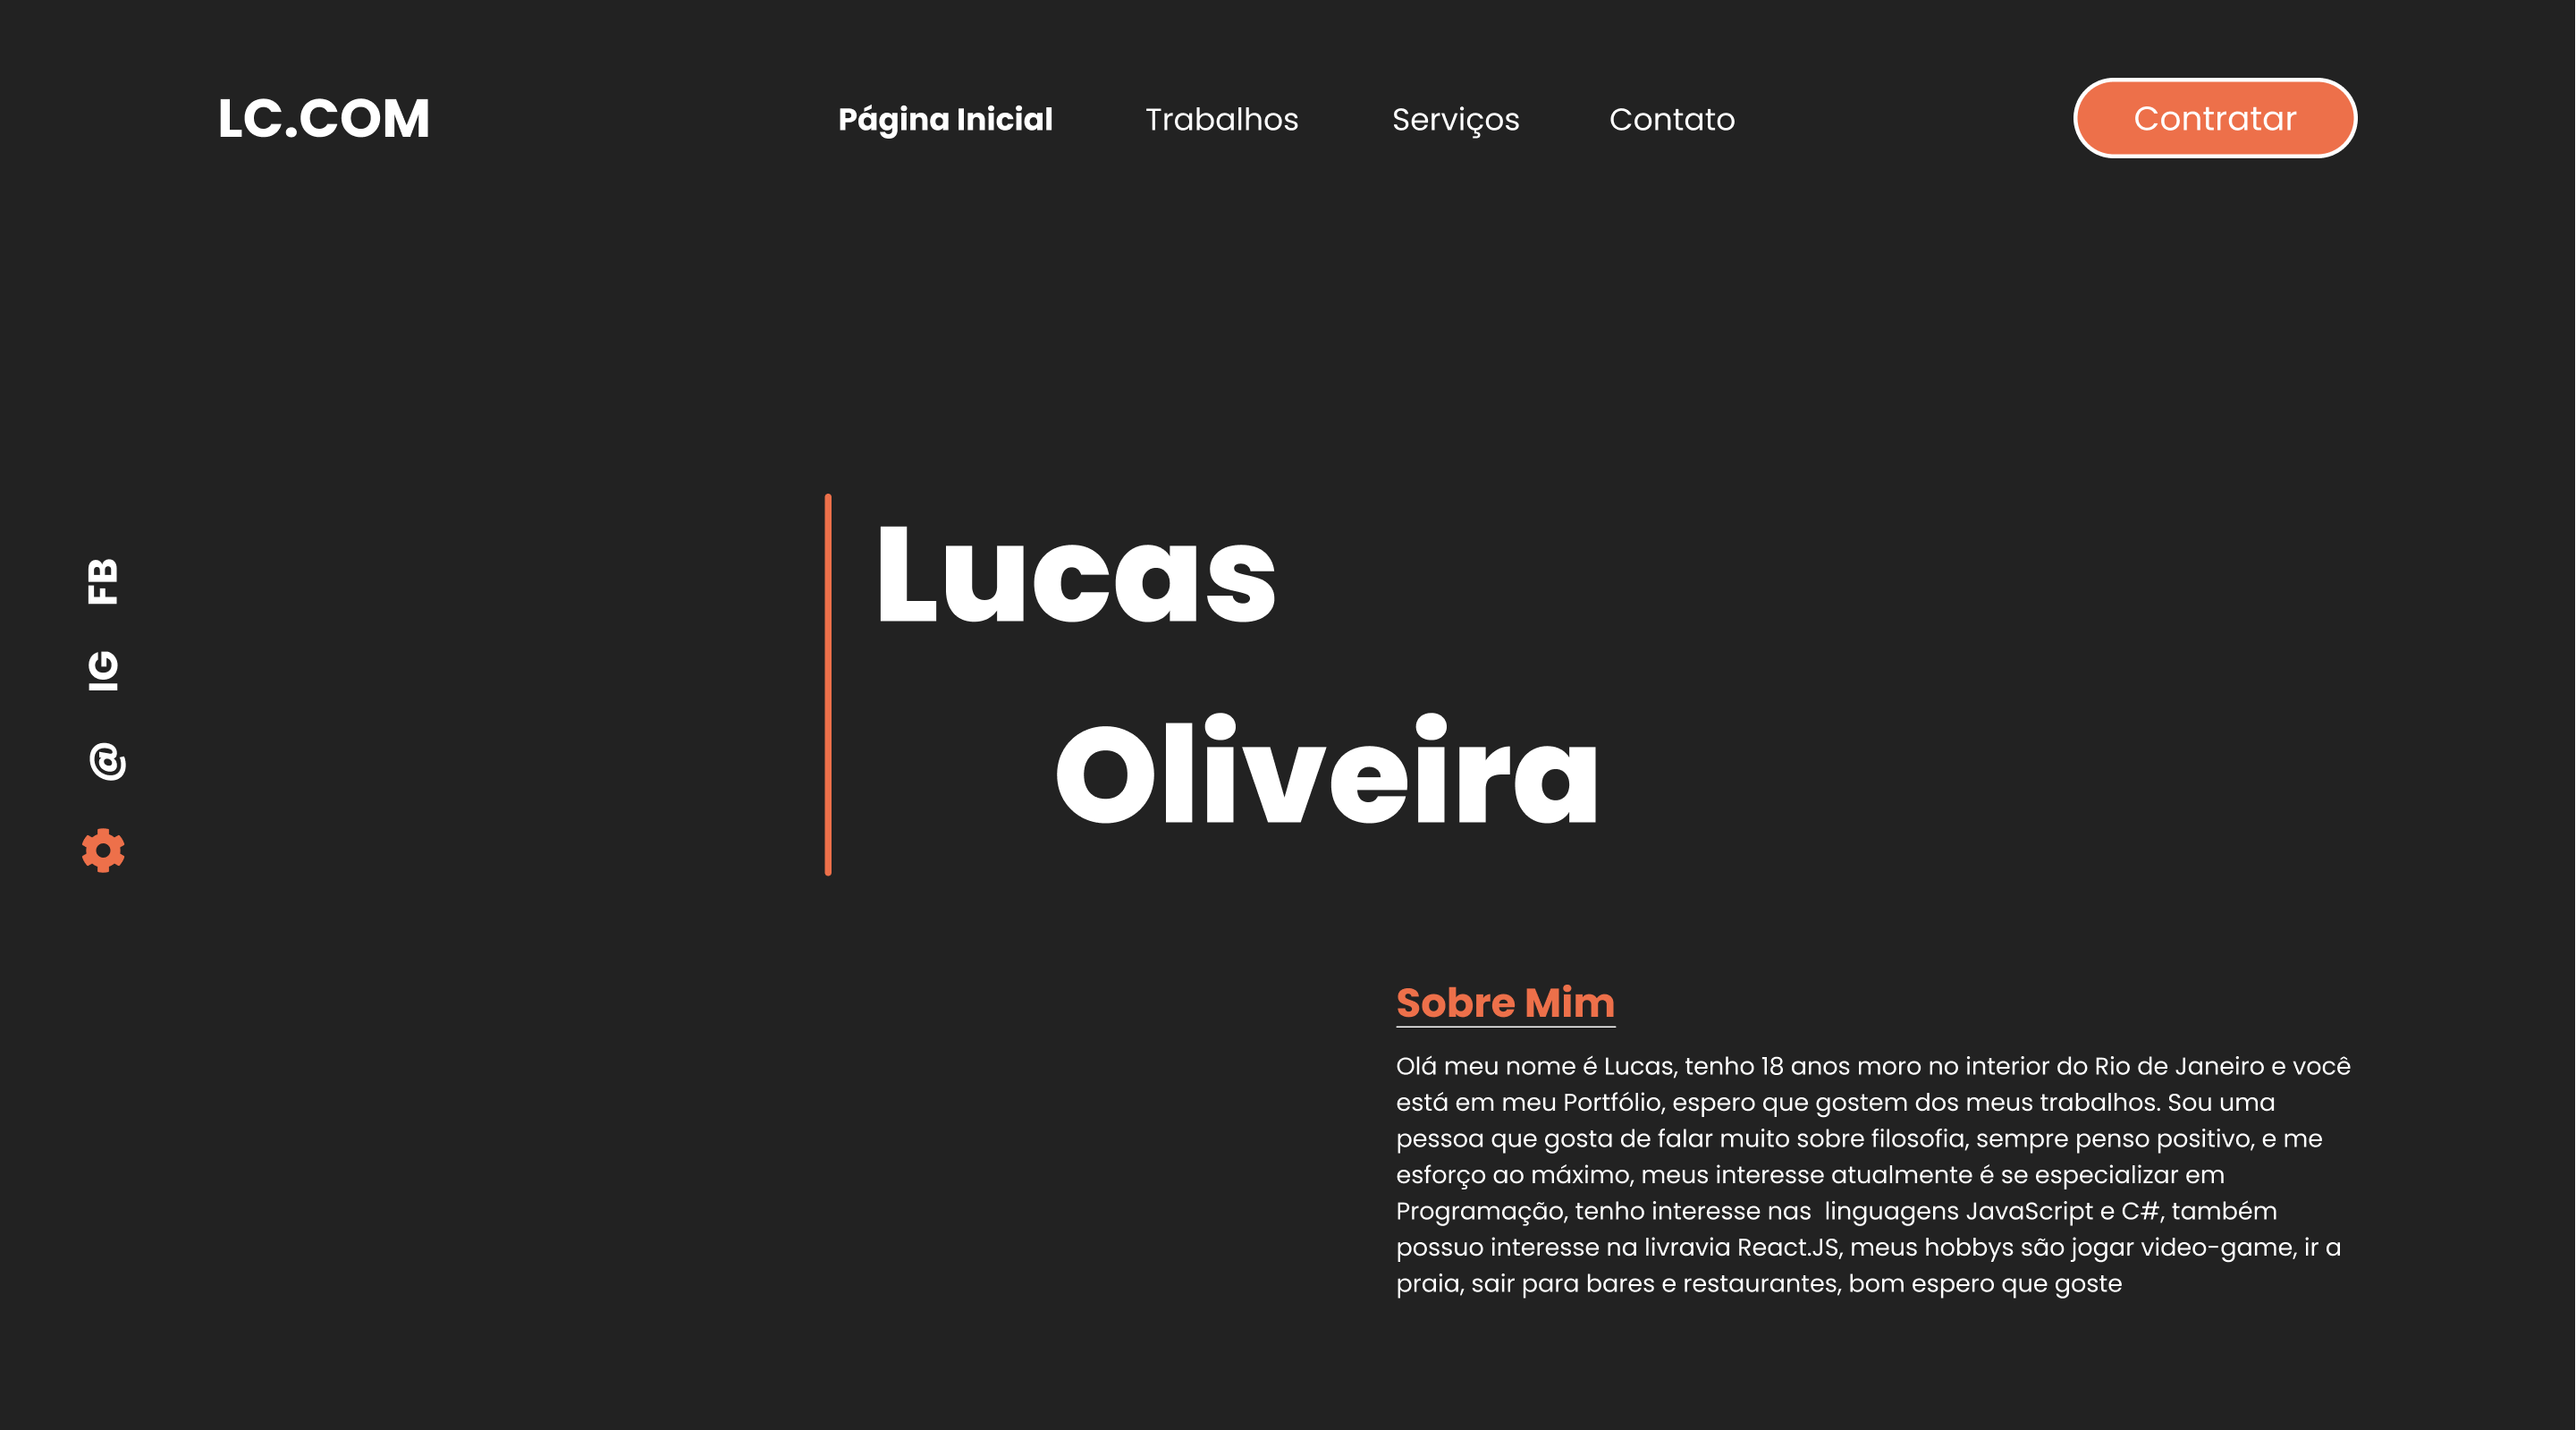 LC.COM
Página Inicial
Trabalhos
Serviços
Contato
Contratar
FB
IG
@
Lucas
Oliveira
Sobre Mim
Olá meu nome é Lucas, tenho 18 anos moro no interior do Rio de Janeiro e você
está em meu Portfólio, espero que gostem dos meus trabalhos. Sou uma
pessoa que gosta de falar muito sobre filosofia, sempre penso positivo, e me
esforço ao máximo, meus interesse atualmente é se especializar em
Programação, tenho interesse nas  linguagens JavaScript e C#, também
possuo interesse na livravia React.JS, meus hobbys são jogar video-game, ir a
praia, sair para bares e restaurantes, bom espero que goste